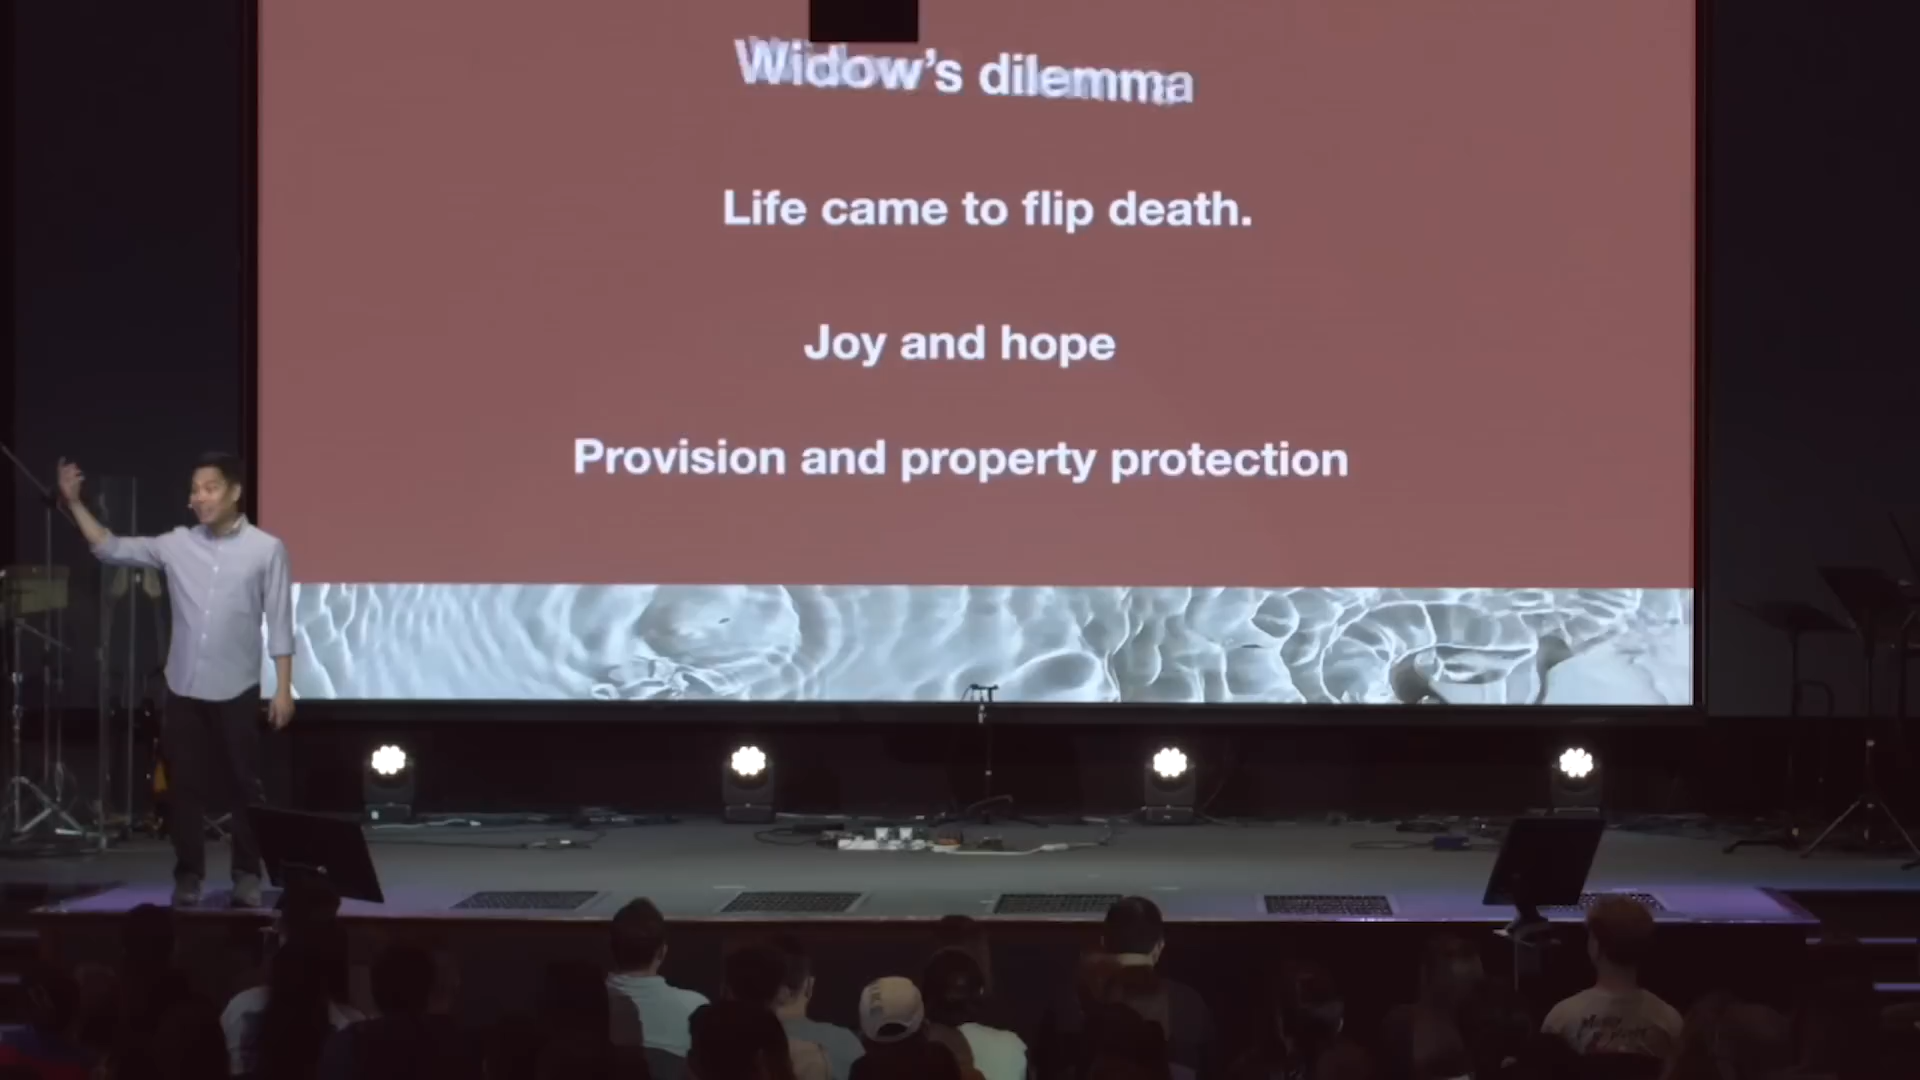 Widow's dilemma
Life came to flip death.
Joy and hope
Provision and property protection